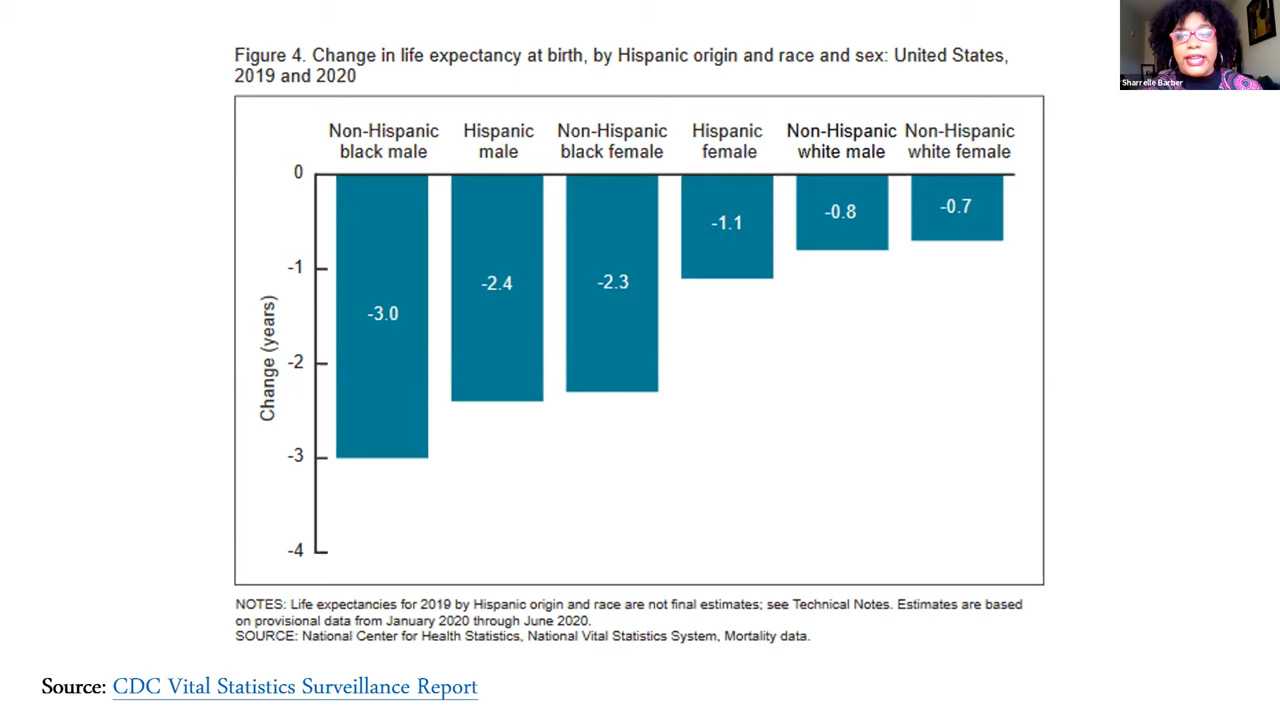 Figure 4. Change in life expectancy at birth, by Hispanic origin and race and sex: United States,
2019 and 2020
Sharrelle Barber
Non-Hispanic black male
Hispanic male
Non-Hispanic black female
Hispanic female
Non-Hispanic white male
Non-Hispanic white female
0
-1
-2
-3
-4
Change (years)
-3.0
-2.4
-2.3
-1.1
-0.8
-0.7
NOTES: Life expectancies for 2019 by Hispanic origin and race are not final estimates; see Technical Notes. Estimates are based
on provisional data from January 2020 through June 2020.
SOURCE: National Center for Health Statistics, National Vital Statistics System, Mortality data.
Source: CDC Vital Statistics Surveillance Report